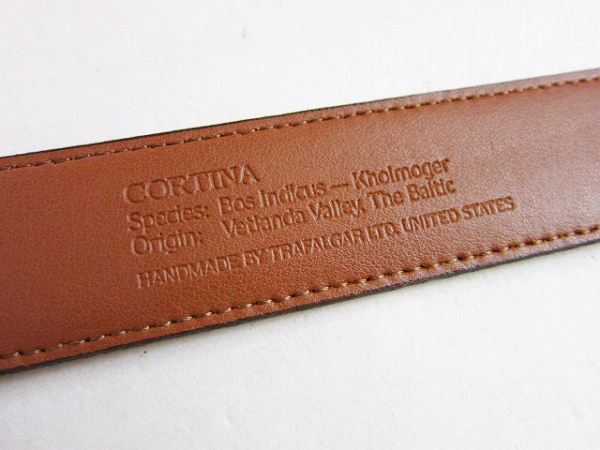 CORTINA
Species: Bos Indicus — Kholmoger
Origin: Vetlanda Valley, The Baltic
HANDMADE BY TRAFALGAR LTD. UNITED STATES